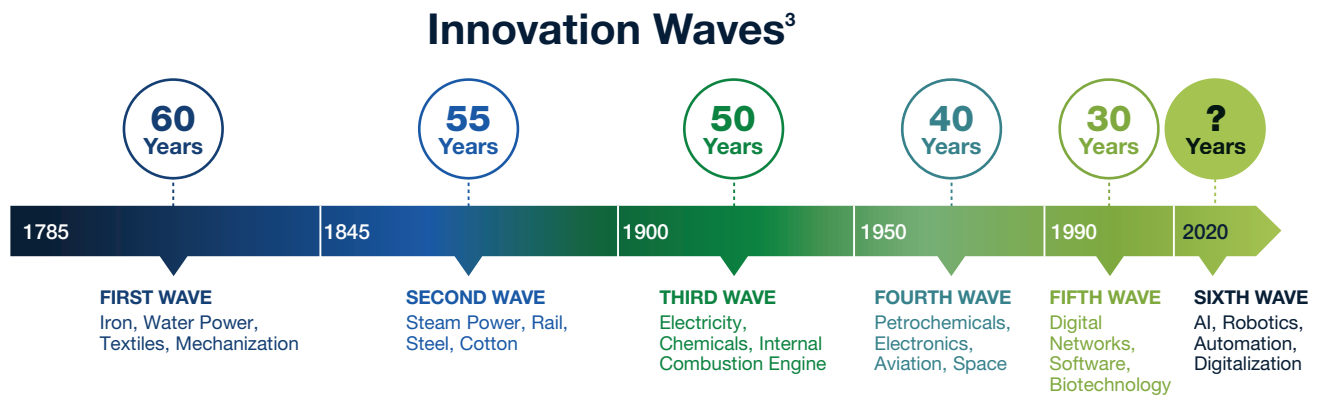 Innovation Waves³
60
Years
55
Years
50
Years
40
Years
30
Years
?
Years
1785
1845
1900
1950
1990
2020
FIRST WAVE
Iron, Water Power,
Textiles, Mechanization
SECOND WAVE
Steam Power, Rail,
Steel, Cotton
THIRD WAVE
Electricity,
Chemicals, Internal
Combustion Engine
FOURTH WAVE
Petrochemicals,
Electronics,
Aviation, Space
FIFTH WAVE
Digital
Networks,
Software,
Biotechnology
SIXTH WAVE
AI, Robotics,
Automation,
Digitalization